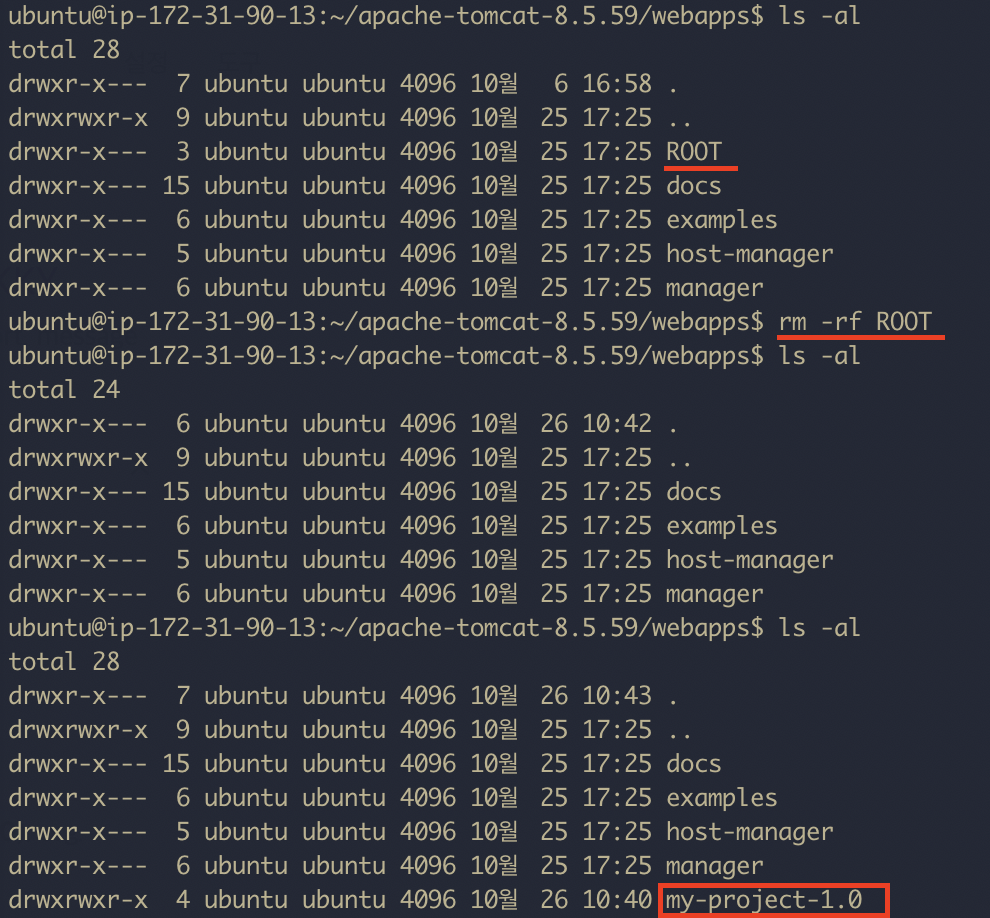 ubuntu@ip-172-31-90-13:~/apache-tomcat-8.5.59/webapps$ ls -al
total 28
drwxr-x---  7 ubuntu ubuntu 4096 10월  6 16:58 .
drwxrwxr-x  9 ubuntu ubuntu 4096 10월 25 17:25 ..
drwxr-x---  3 ubuntu ubuntu 4096 10월 25 17:25 ROOT
drwxr-x--- 15 ubuntu ubuntu 4096 10월 25 17:25 docs
drwxr-x---  6 ubuntu ubuntu 4096 10월 25 17:25 examples
drwxr-x---  5 ubuntu ubuntu 4096 10월 25 17:25 host-manager
drwxr-x---  6 ubuntu ubuntu 4096 10월 25 17:25 manager
ubuntu@ip-172-31-90-13:~/apache-tomcat-8.5.59/webapps$ rm -rf ROOT
ubuntu@ip-172-31-90-13:~/apache-tomcat-8.5.59/webapps$ ls -al
total 24
drwxr-x---  6 ubuntu ubuntu 4096 10월 26 10:42 .
drwxrwxr-x  9 ubuntu ubuntu 4096 10월 25 17:25 ..
drwxr-x--- 15 ubuntu ubuntu 4096 10월 25 17:25 docs
drwxr-x---  6 ubuntu ubuntu 4096 10월 25 17:25 examples
drwxr-x---  5 ubuntu ubuntu 4096 10월 25 17:25 host-manager
drwxr-x---  6 ubuntu ubuntu 4096 10월 25 17:25 manager
ubuntu@ip-172-31-90-13:~/apache-tomcat-8.5.59/webapps$ ls -al
total 28
drwxr-x---  7 ubuntu ubuntu 4096 10월 26 10:43 .
drwxrwxr-x  9 ubuntu ubuntu 4096 10월 25 17:25 ..
drwxr-x--- 15 ubuntu ubuntu 4096 10월 25 17:25 docs
drwxr-x---  6 ubuntu ubuntu 4096 10월 25 17:25 examples
drwxr-x---  5 ubuntu ubuntu 4096 10월 25 17:25 host-manager
drwxr-x---  6 ubuntu ubuntu 4096 10월 25 17:25 manager
drwxrwxr-x  4 ubuntu ubuntu 4096 10월 26 10:40 my-project-1.0